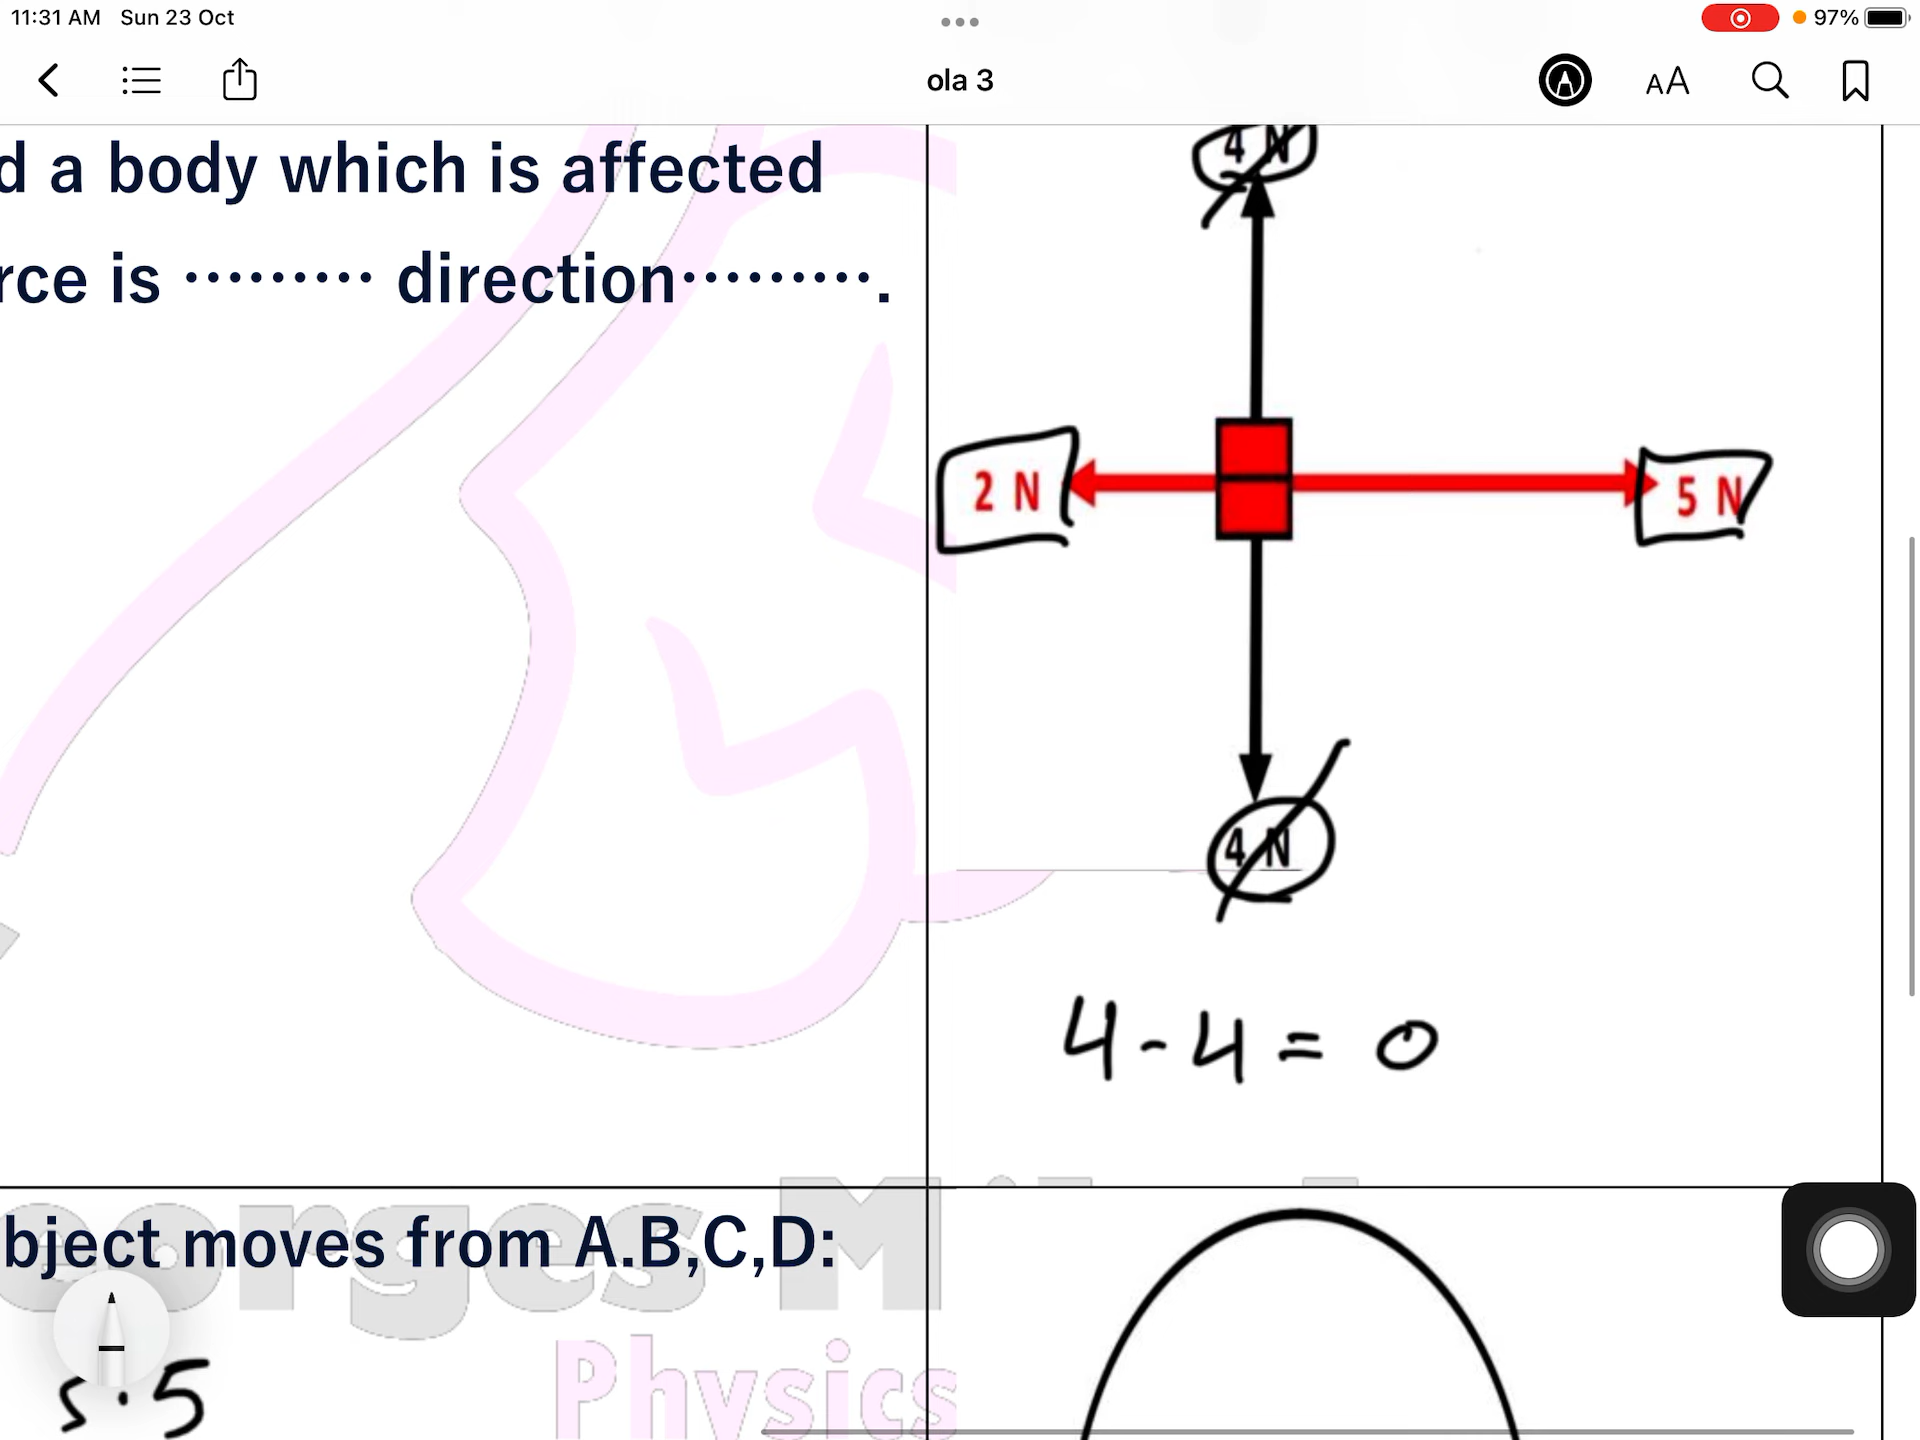 11:31 AM Sun 23 Oct
97%
ola 3
AA
4 N
d a body which is affected
rce is ········· direction·········.
2 N
5 N
4 N
4-4= 0
eorges M
bject moves from A.B,C,D:
Physics